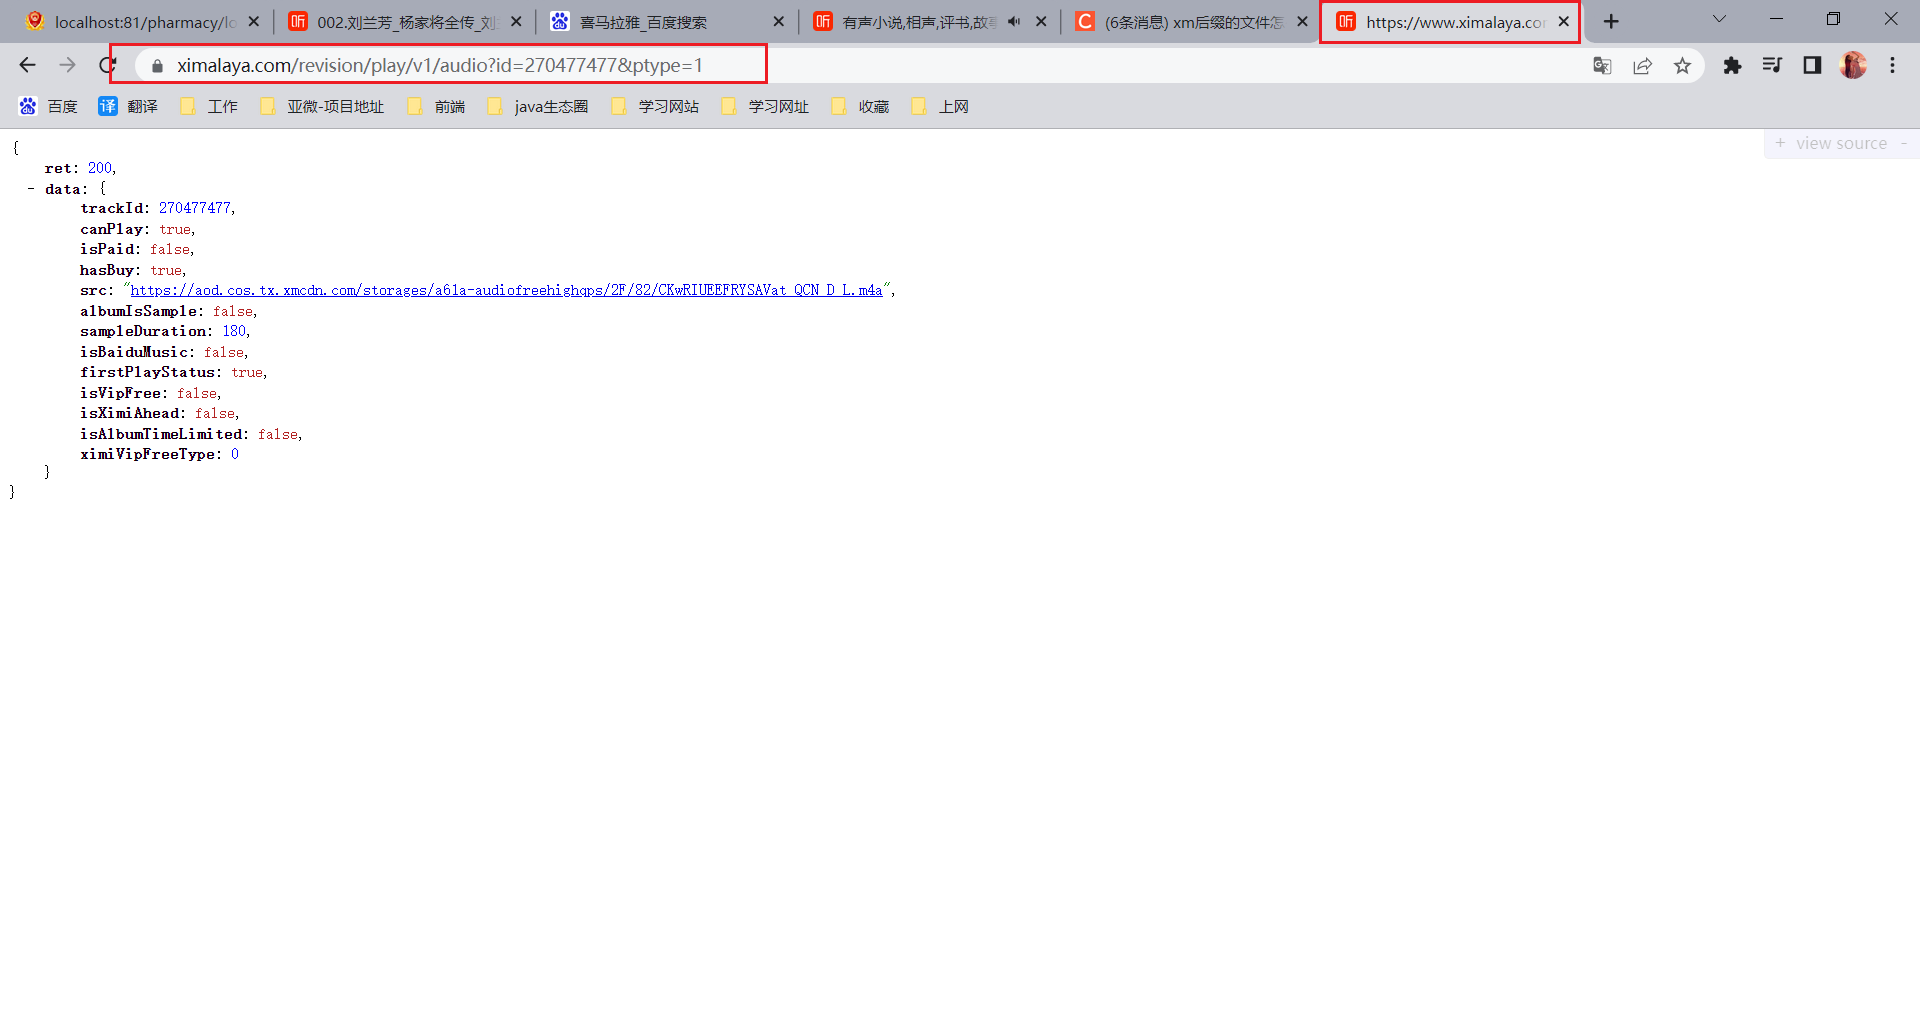 localhost:81/pharmacy/lo
002.刘兰芳_杨家将全传_刘
喜马拉雅_百度搜索
有声小说,相声,评书,故事
(6条消息) xm后缀的文件怎
https://www.ximalaya.co
ximalaya.com/revision/play/v1/audio?id=270477477&ptype=1
百度
翻译
工作
亚微-项目地址
前端
java生态圈
学习网站
学习网址
收藏
上网
+ view source -
{
ret: 200,
- data: {
trackId: 270477477,
canPlay: true,
isPaid: false,
hasBuy: true,
src: "https://aod.cos.tx.xmcdn.com/storages/a61a-audiofreehighqps/2F/82/CKwRIUEEFRYSAVat_QCN_D_L.m4a",
albumIsSample: false,
sampleDuration: 180,
isBaiduMusic: false,
firstPlayStatus: true,
isVipFree: false,
isXimiAhead: false,
isAlbumTimeLimited: false,
ximiVipFreeType: 0
}
}